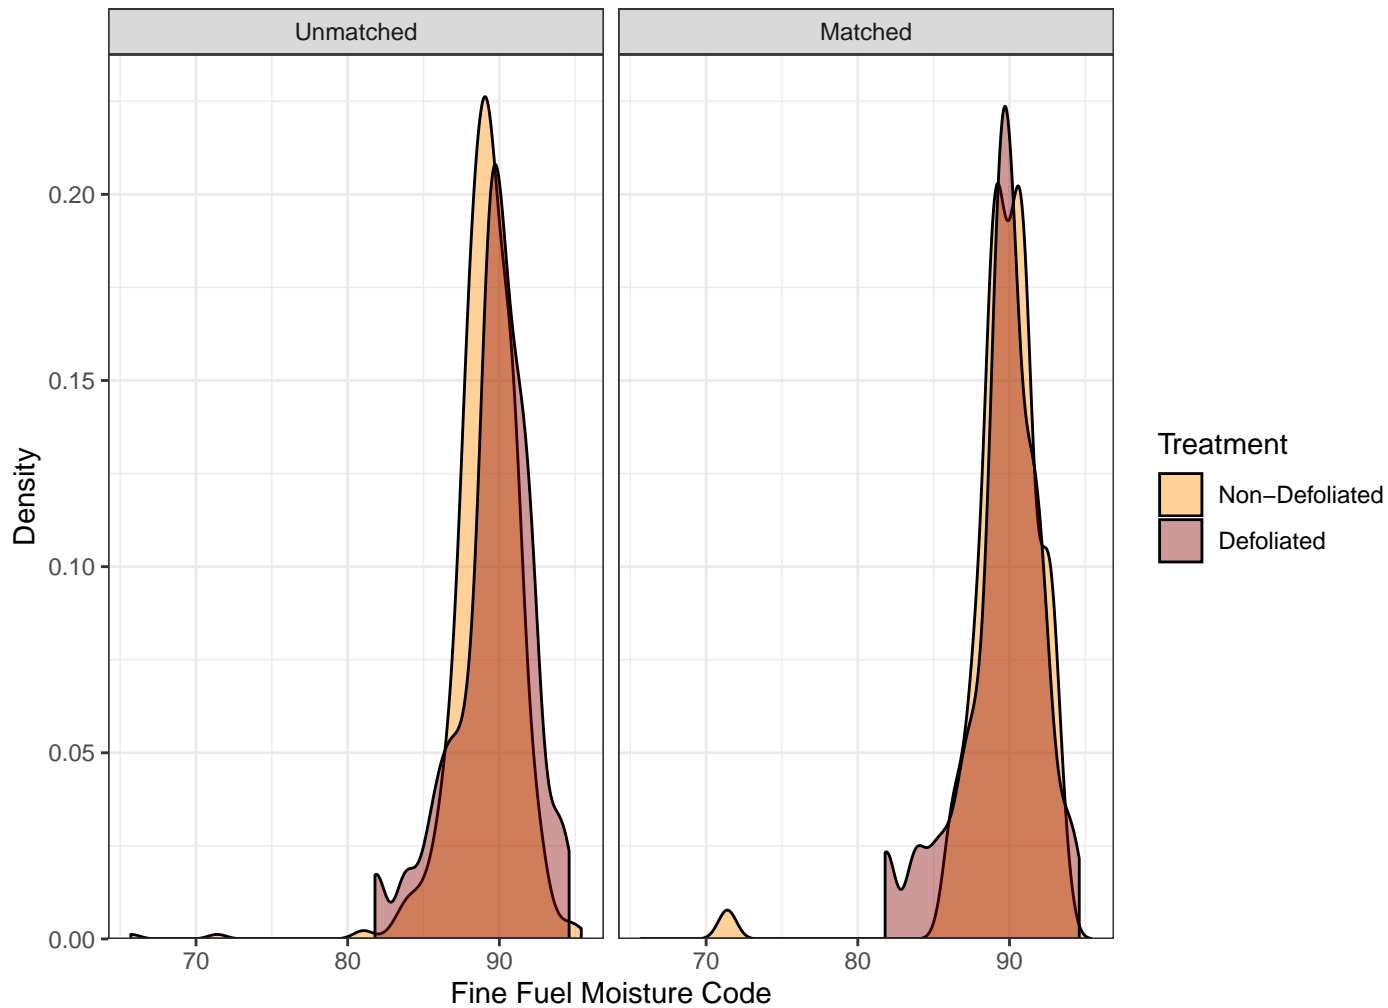 Unmatched
Matched
0.20
0.15
0.10
0.05
0.00
Density
70
80
90
70
80
90
Fine Fuel Moisture Code
Treatment
Non−Defoliated
Defoliated